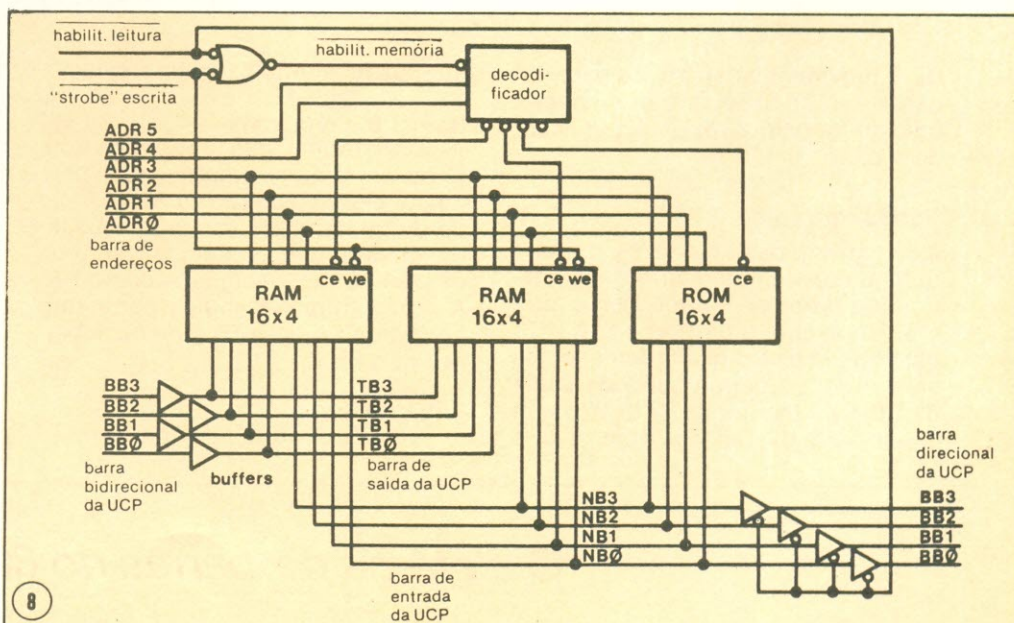 habilit. leitura
habilit. memória
"strobe" escrita
decodi-
ficador
ADR 5
ADR 4
ADR 3
ADR 2
ADR 1
ADRØ
barra de
endereços
ce we
RAM
16x4
ce we
RAM
16x4
ce
ROM
16x4
BB3
BB2
BB1
BBØ
TB3
TB2
TB1
TBØ
barra
bidirecional
da UCP
buffers
barra de
saida da UCP
NB3
NB2
NB1
NBØ
barra
direcional
da UCP
BB3
BB2
BB1
BBØ
barra de
entrada
da UCP
8